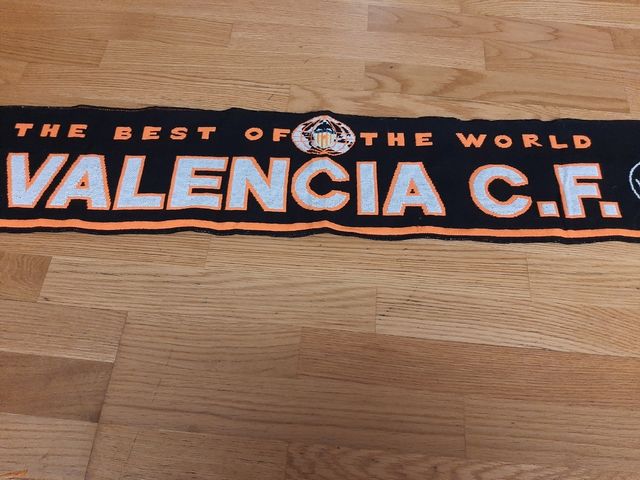 THE BEST OF THE WORLD
VALENCIA C.F.